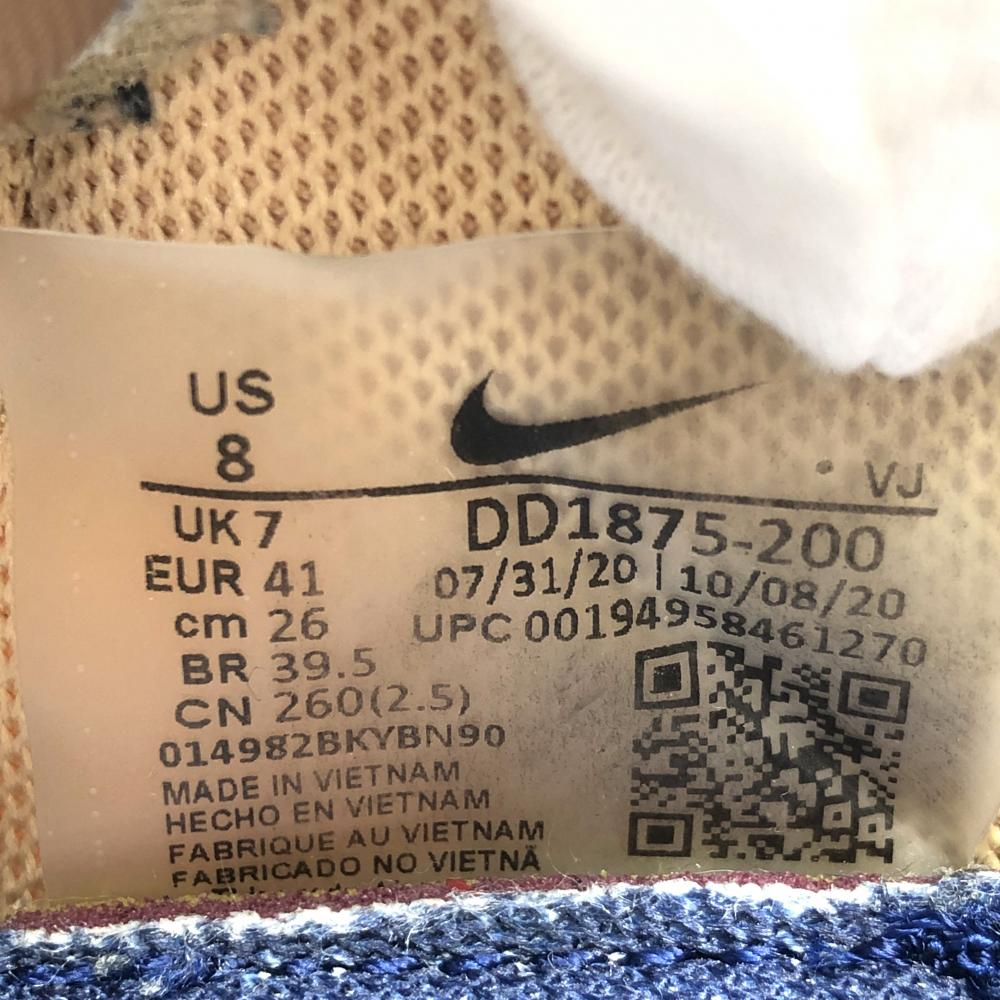 US
8
VJ
UK 7
EUR 41
cm 26
BR 39.5
CN 260(2.5)
DD1875-200
07/31/20 | 10/08/20
UPC 00194958461270
014982BKYBN90
MADE IN VIETNAM
HECHO EN VIETNAM
FABRIQUE AU VIETNAM
FABRICADO NO VIETNÃ